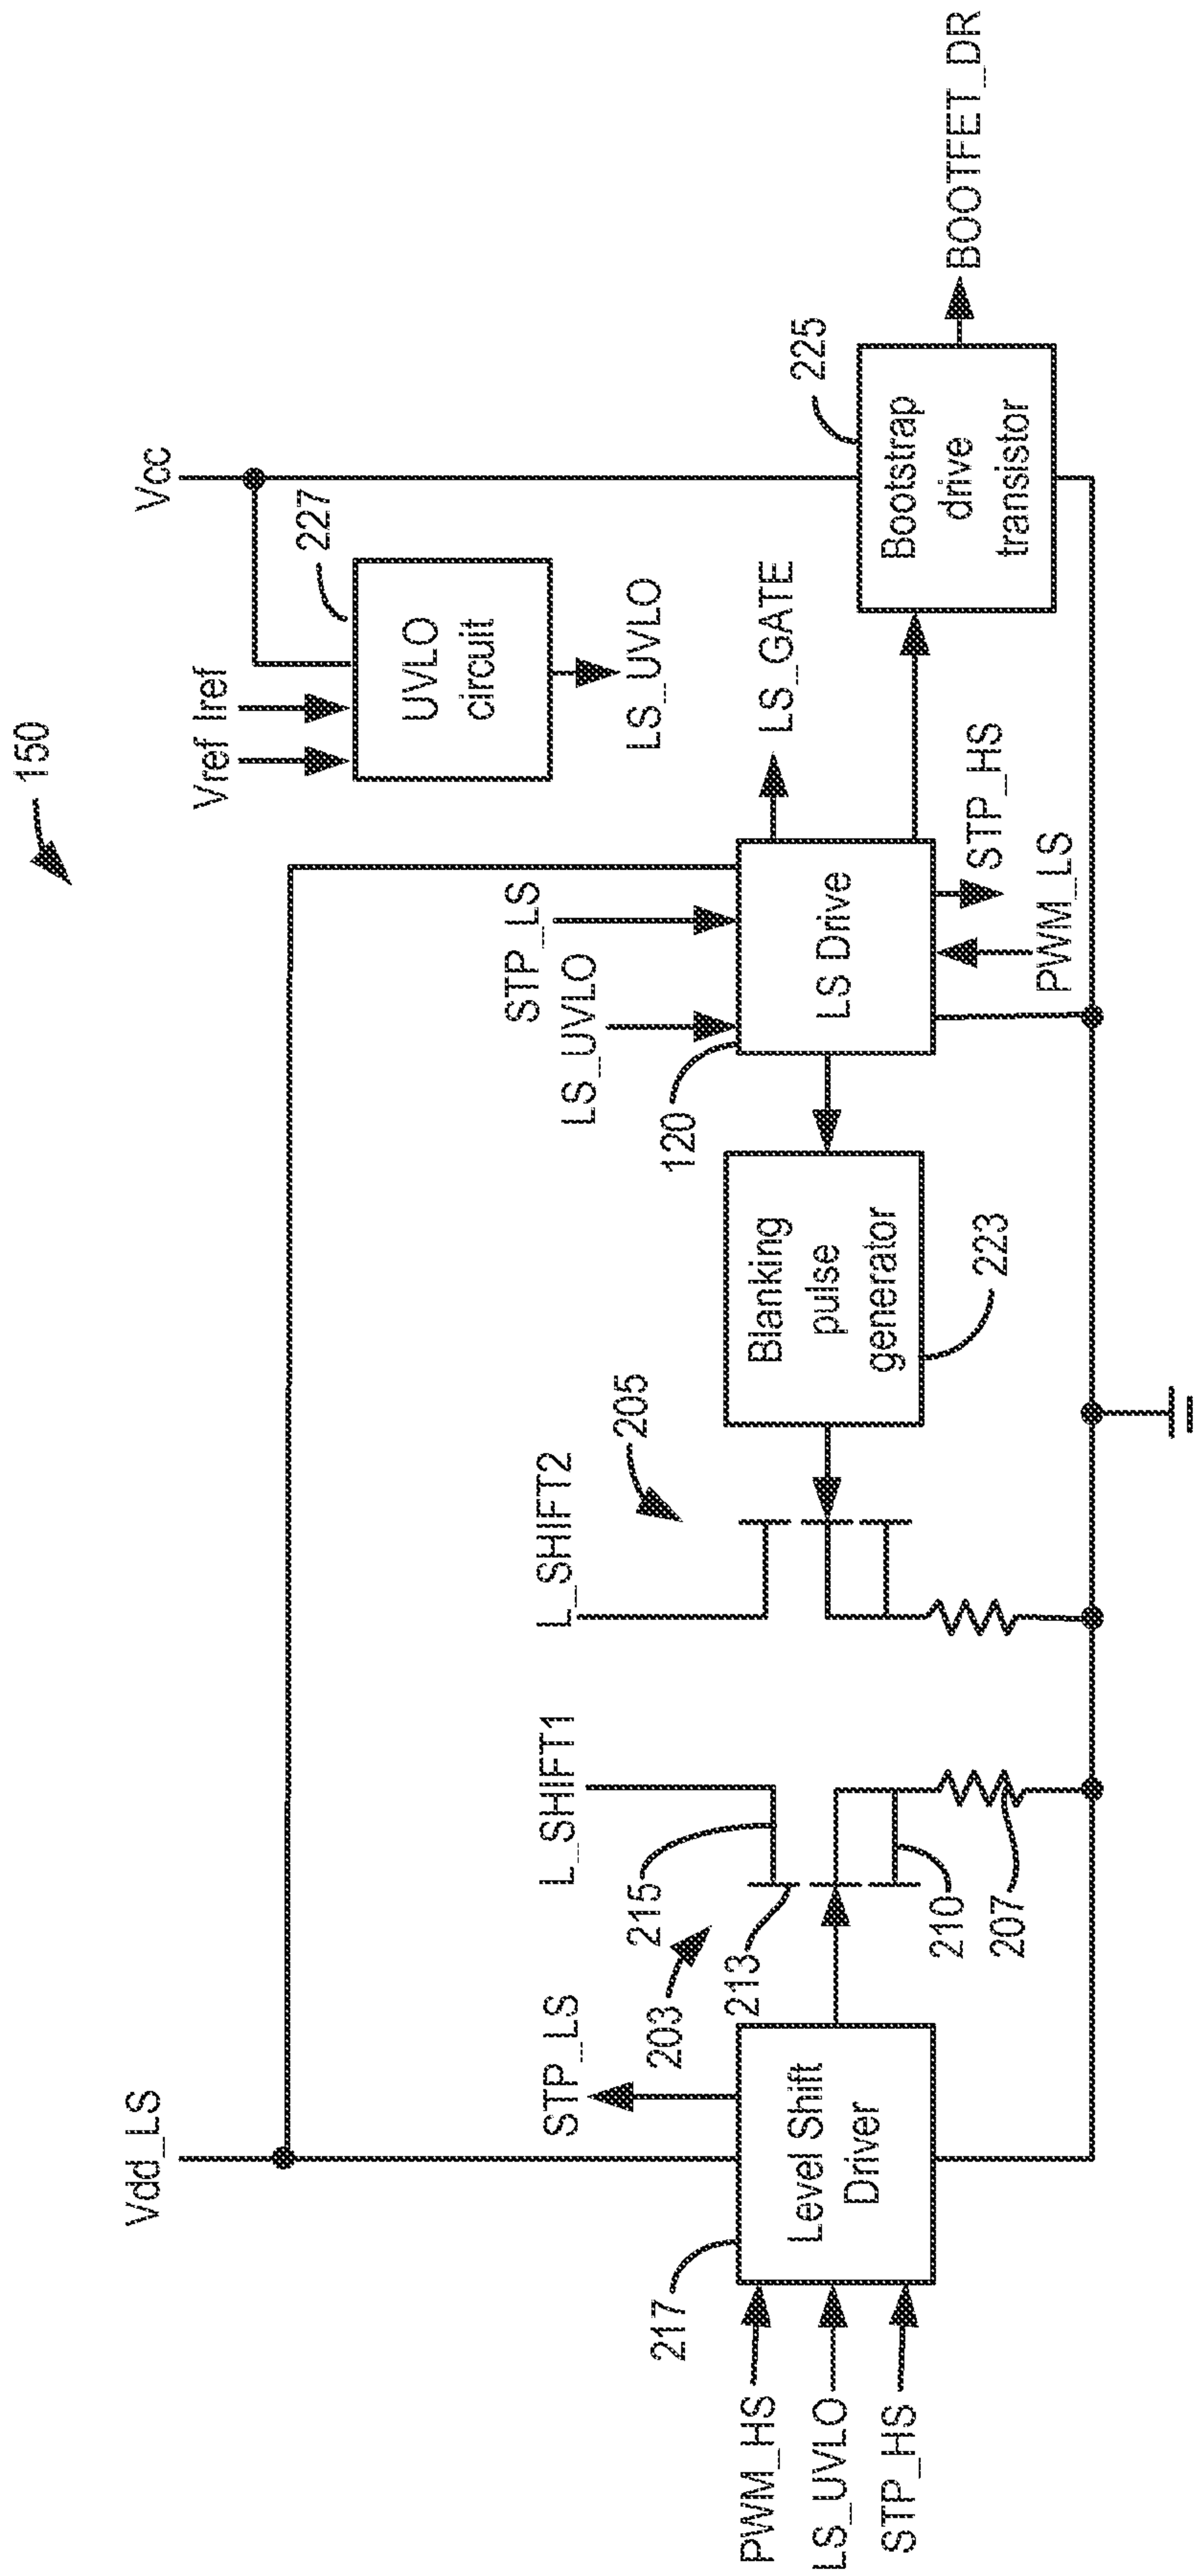 150
Vdd_LS
Vcc
Vref
Iref
227
UVLO
circuit
LS_UVLO
STP_LS
L_SHIFT1
L_SHIFT2
205
STP_LS
LS_UVLO
LS_GATE
225
217
203
215
213
120
PWM_HS
LS_UVLO
STP_HS
Level Shift
Driver
Blanking
pulse
generator
LS Drive
Bootstrap
drive
transistor
BOOTFET_DR
210
207
223
STP_HS
PWM_LS